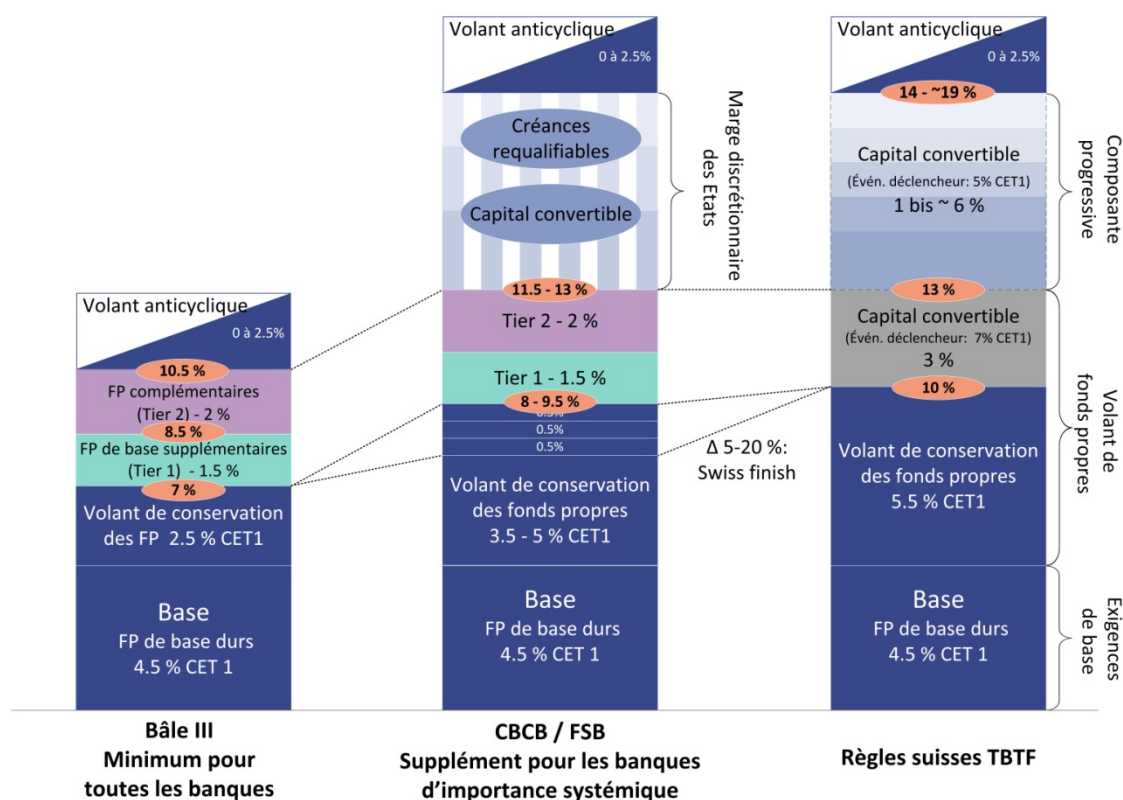 Volant anticyclique
0 à 2.5%
10.5 %
FP complémentaires
(Tier 2) - 2 %
8.5 %
FP de base supplémentaires
(Tier 1) - 1.5 %
7 %
Volant de conservation
des FP 2.5 % CET1
Base
FP de base durs
4.5 % CET 1
Bâle III
Minimum pour
toutes les banques
Volant anticyclique
0 à 2.5%
Créances
requalifiables
Capital convertible
Marge discrétionnaire
des Etats
11.5 - 13 %
Tier 2 - 2 %
Tier 1 - 1.5 %
8 - 9.5 %
0.5%
0.5%
Volant de conservation
des fonds propres
3.5 - 5 % CET1
Base
FP de base durs
4.5 % CET 1
CBCB / FSB
Supplément pour les banques
d'importance systémique
Δ 5-20 %:
Swiss finish
Volant anticyclique
0 à 2.5%
14 - ~19 %
Capital convertible
(Évén. déclencheur: 5% CET1)
1 bis ~ 6 %
Composante
progressive
13 %
Capital convertible
(Évén. déclencheur: 7% CET1)
3 %
10 %
Volant de conservation
des fonds propres
5.5 % CET1
Volant de
fonds propres
Base
FP de base durs
4.5 % CET 1
Exigences
de base
Règles suisses TBTF